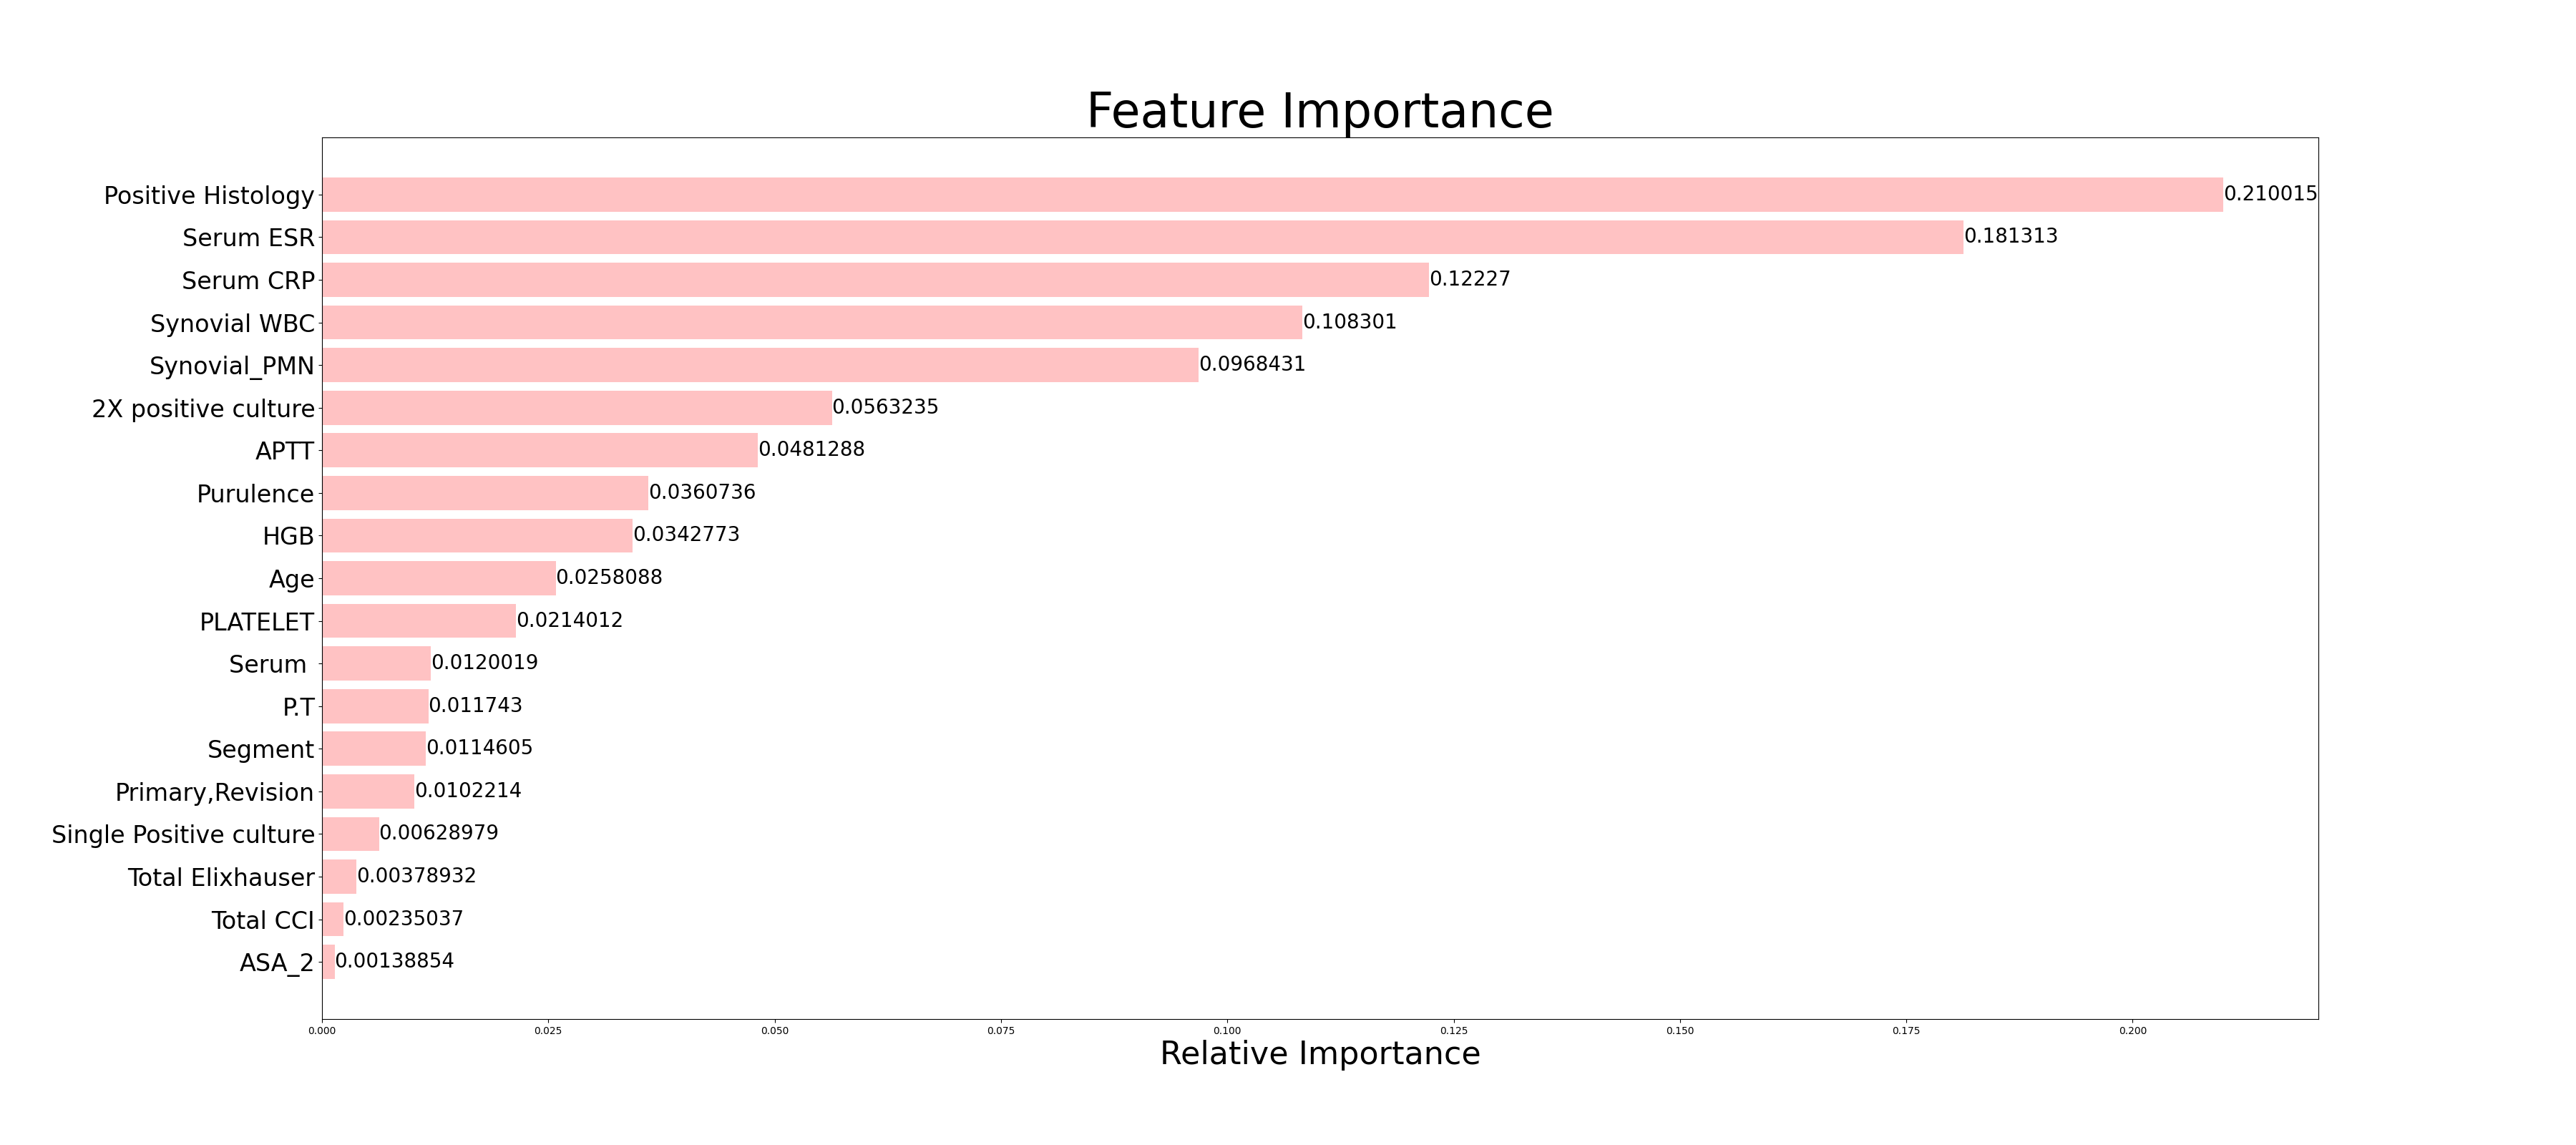 Feature Importance
Positive Histology 0.210015
Serum ESR 0.181313
Serum CRP 0.12227
Synovial WBC 0.108301
Synovial_PMN 0.0968431
2X positive culture 0.0563235
APTT 0.0481288
Purulence 0.0360736
HGB 0.0342773
Age 0.0258088
PLATELET 0.0214012
Serum 0.0120019
P.T 0.011743
Segment 0.0114605
Primary,Revision 0.0102214
Single Positive culture 0.00628979
Total Elixhauser 0.00378932
Total CCI 0.00235037
ASA_2 0.00138854
0.000 0.025 0.050 0.075 0.100 0.125 0.150 0.175 0.200
Relative Importance